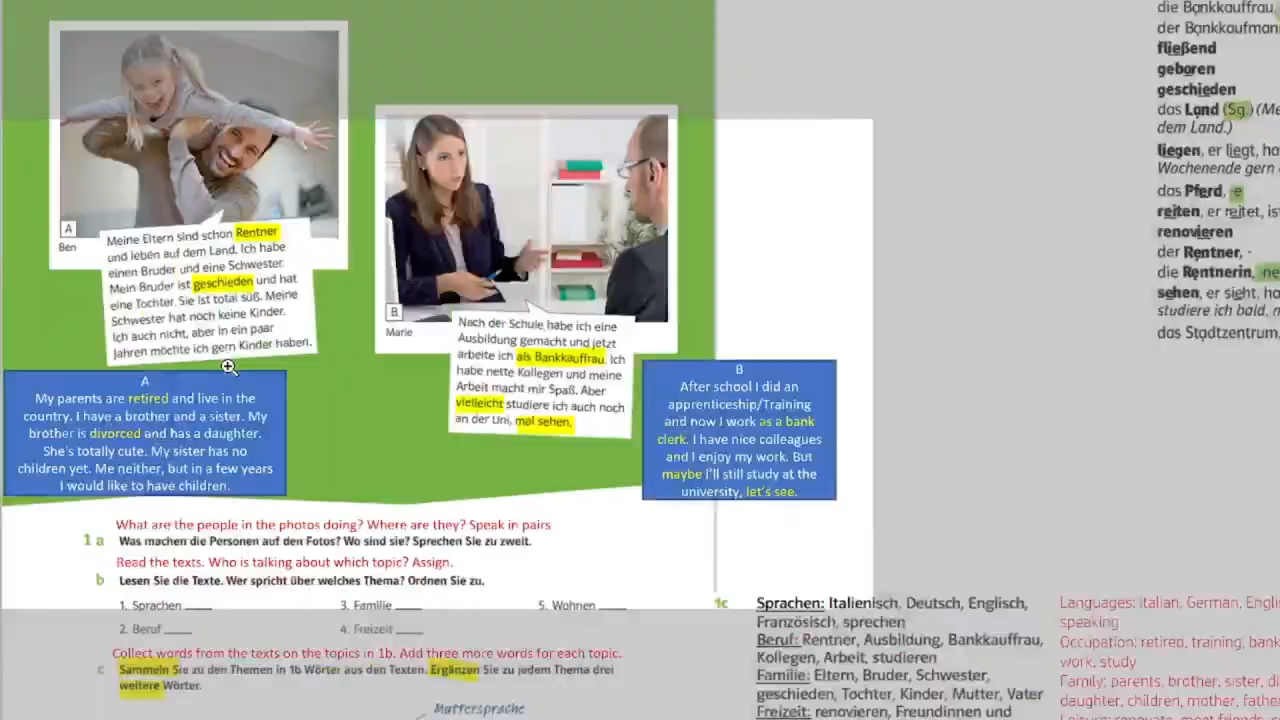 A
Ben
Meine Eltern sind schon Rentner
und leben auf dem Land. Ich habe
einen Bruder und eine Schwester.
Mein Bruder ist geschieden und hat
eine Tochter. Sie ist total süß. Meine
Schwester hat noch keine Kinder.
Ich auch nicht, aber in ein paar
Jahren möchte ich gern Kinder haben.
B
Marie
Nach der Schule habe ich eine
Ausbildung gemacht und jetzt
arbeite ich als Bankkauffrau. Ich
habe nette Kollegen und meine
Arbeit macht mir Spaß. Aber
vielleicht studiere ich auch noch
an der Uni, mal sehen.
A
My parents are retired and live in the
country. I have a brother and a sister. My
brother is divorced and has a daughter.
She's totally cute. My sister has no
children yet. Me neither, but in a few years
I would like to have children.
B
After school I did an
apprenticeship/Training
and now I work as a bank
clerk. I have nice colleagues
and I enjoy my work. But
maybe I'll still study at the
university, let's see.
What are the people in the photos doing? Where are they? Speak in pairs
1 a Was machen die Personen auf den Fotos? Wo sind sie? Sprechen Sie zu zweit.
Read the texts. Who is talking about which topic? Assign.
b Lesen Sie die Texte. Wer spricht über welches Thema? Ordnen Sie zu.
1. Sprachen ____ 3. Familie ____ 5. Wohnen ____
2. Beruf ____ 4. Freizeit ____
Collect words from the texts on the topics in 1b. Add three more words for each topic.
c Sammeln Sie zu den Themen in 1b Wörter aus den Texten. Ergänzen Sie zu jedem Thema drei
weitere Wörter.
Muttersprache
die Bankkauffrau,
der Bankkaufman
fließend
geboren
geschieden
das Land (Sg.) (Me
dem Land.)
liegen, er liegt, ha
Wochenende gern
das Pferd, -e
reiten, er reitet, is
renovieren
der Rentner, -
die Rentnerin, -ne
sehen, er sieht, ha
studiere ich bald, m
das Stadtzentrum,
1c Sprachen: Italienisch, Deutsch, Englisch,
Französisch, sprechen
Beruf: Rentner, Ausbildung, Bankkauffrau,
Kollegen, Arbeit, studieren
Familie: Eltern, Bruder, Schwester,
geschieden, Tochter, Kinder, Mutter, Vater
Freizeit: renovieren, Freundinnen und
Languages: Italian, German, Engli
speaking
Occupation: retired, training, bank
work, study
Family: parents, brother, sister, di
daughter, children, mother, father